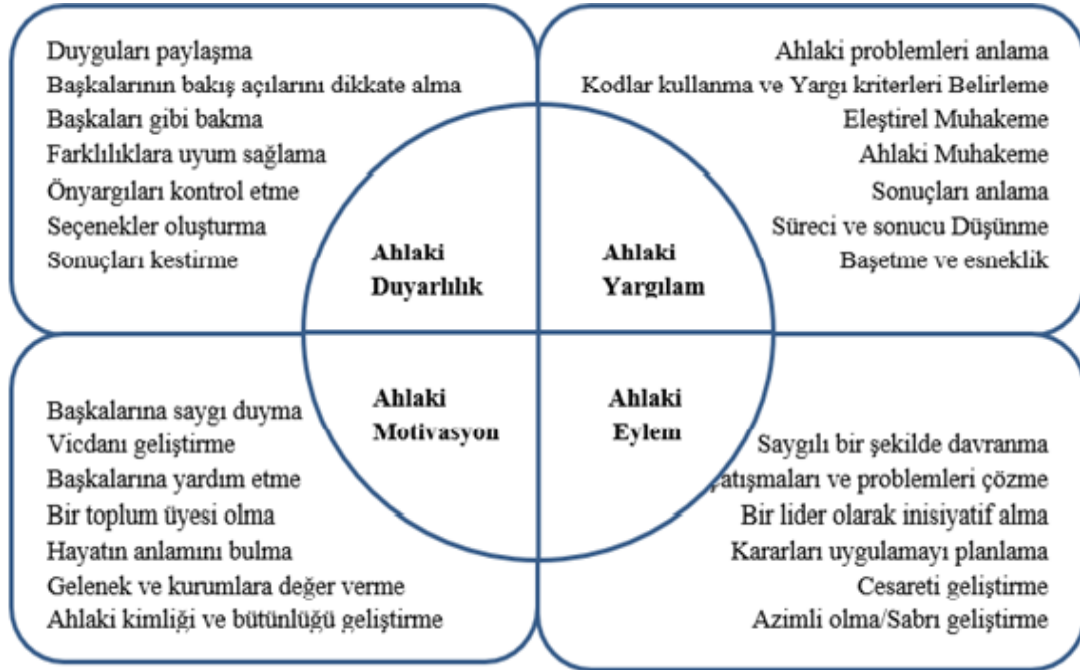 Duyguları paylaşma
Başkalarının bakış açılarını dikkate alma
Başkaları gibi bakma
Farklılıklara uyum sağlama
Önyargıları kontrol etme
Seçenekler oluşturma
Sonuçları kestirme
Ahlaki problemleri anlama
Kodlar kullanma ve Yargı kriterleri Belirleme
Eleştirel Muhakeme
Ahlaki Muhakeme
Sonuçları anlama
Süreci ve sonucu Düşünme
Başetme ve esneklik
Ahlaki
Duyarlılık
Ahlaki
Yargılam
Ahlaki
Motivasyon
Ahlaki
Eylem
Başkalarına saygı duyma
Vicdanı geliştirme
Başkalarına yardım etme
Bir toplum üyesi olma
Hayatın anlamını bulma
Gelenek ve kurumlara değer verme
Ahlaki kimliği ve bütünlüğü geliştirme
Saygılı bir şekilde davranma
çatışmaları ve problemleri çözme
Bir lider olarak inisiyatif alma
Kararları uygulamayı planlama
Cesareti geliştirme
Azimli olma/Sabrı geliştirme